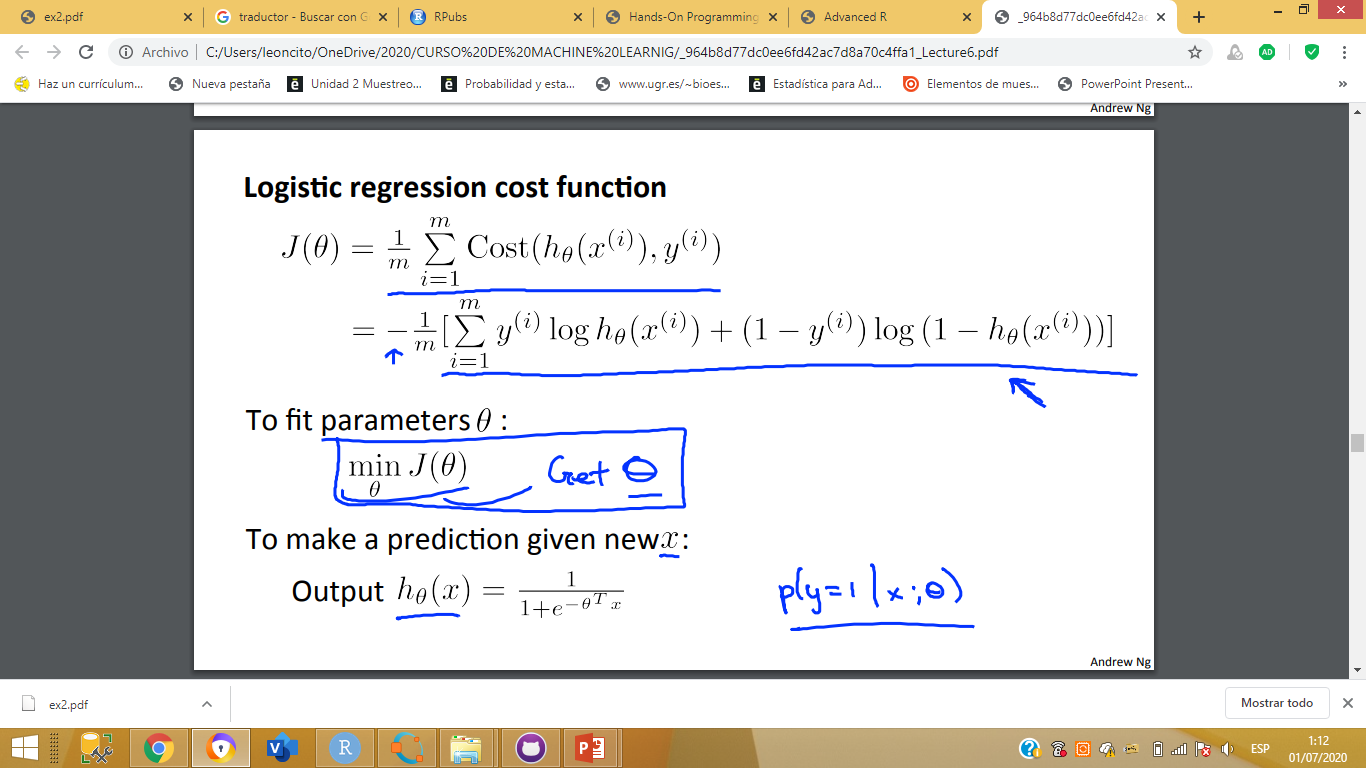 ex2.pdf
traductor - Buscar con G
RPubs
Hands-On Programming
Advanced R
_964b8d77dc0ee6fd42ac
Archivo | C:/Users/leoncito/OneDrive/2020/CURSO%20DE%20MACHINE%20LEARNIG/_964b8d77dc0ee6fd42ac7d8a70c4ffa1_Lecture6.pdf
Haz un currículum...
Nueva pestaña
Unidad 2 Muestreo...
Probabilidad y esta...
www.ugr.es/~bioes...
Estadística para Ad...
Elementos de mues...
PowerPoint Present...
»
Andrew Ng
Logistic regression cost function
J(θ) = 1/m ∑_{i=1}^{m} Cost(h_θ(x^{(i)}), y^{(i)})
= −1/m [∑_{i=1}^{m} y^{(i)} log h_θ(x^{(i)}) + (1 − y^{(i)}) log (1 − h_θ(x^{(i)}))]
To fit parameters θ :
min_θ J(θ) Get θ
To make a prediction given new x :
Output h_θ(x) = 1/(1+e^{−θ^T x}) p(y=1|x;θ)
Andrew Ng
ex2.pdf
Mostrar todo
ESP
1:12
01/07/2020